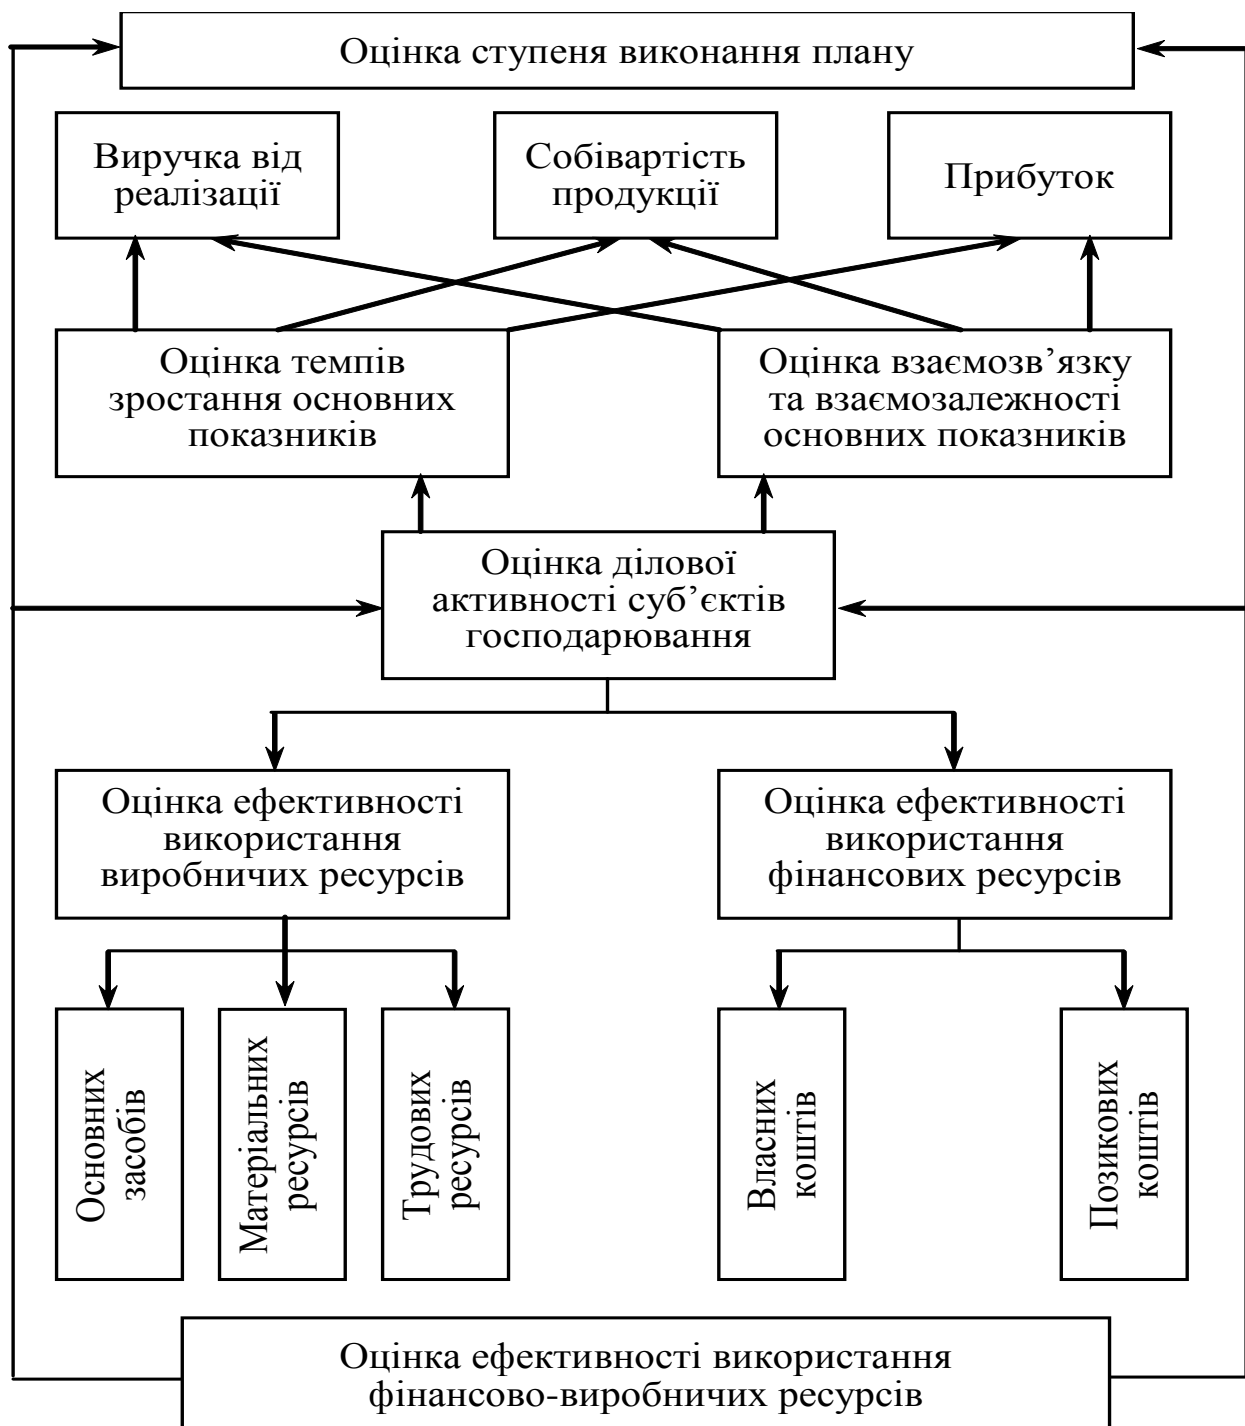 Оцінка ступеня виконання плану
Виручка від
реалізації
Собівартість
продукції
Прибуток
Оцінка темпів
зростання основних
показників
Оцінка взаємозв’язку
та взаємозалежності
основних показників
Оцінка ділової
активності суб’єктів
господарювання
Оцінка ефективності
використання
виробничих ресурсів
Оцінка ефективності
використання
фінансових ресурсів
Основних
засобів
Матеріальних
ресурсів
Трудових
ресурсів
Власних
коштів
Позикових
коштів
Оцінка ефективності використання
фінансово-виробничих ресурсів